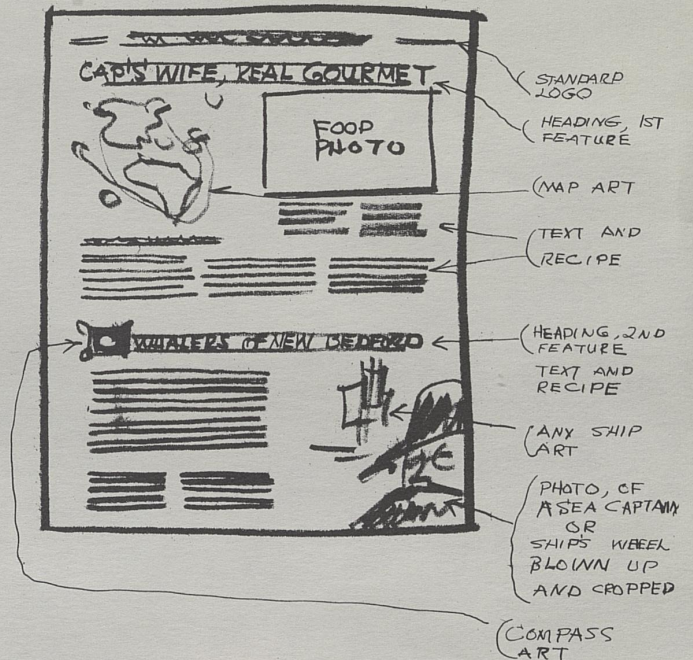 CAP'S WIFE, REAL GOURMET
FOOD
PHOTO
WHALERS OF NEW BEDFORD
STANDARD
LOGO
HEADING, 1ST
FEATURE
MAP ART
TEXT AND
RECIPE
HEADING, 2ND
FEATURE
TEXT AND
RECIPE
ANY SHIP
ART
PHOTO, OF
A SEA CAPTAIN
OR
SHIP'S WHEEL
BLOWN UP
AND CROPPED
COMPASS
ART